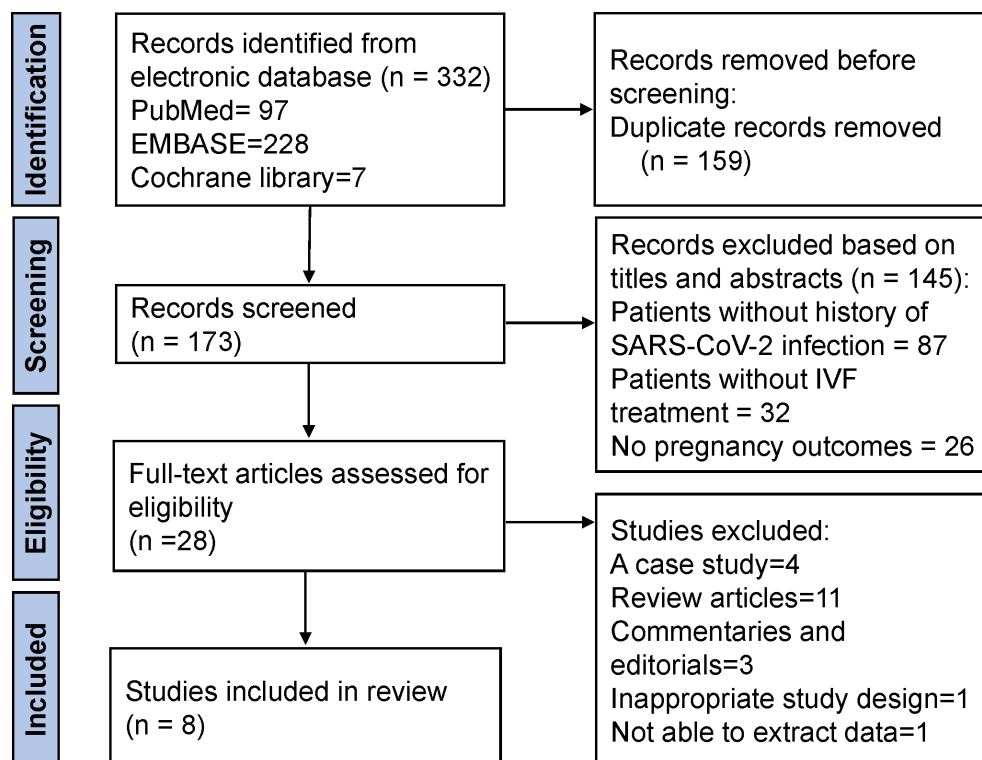 Identification
Records identified from
electronic database (n = 332)
PubMed= 97
EMBASE=228
Cochrane library=7
Records removed before
screening:
Duplicate records removed
(n = 159)
Screening
Records screened
(n = 173)
Records excluded based on
titles and abstracts (n = 145):
Patients without history of
SARS-CoV-2 infection = 87
Patients without IVF
treatment = 32
No pregnancy outcomes = 26
Eligibility
Full-text articles assessed for
eligibility
(n =28)
Studies excluded:
A case study=4
Review articles=11
Commentaries and
editorials=3
Inappropriate study design=1
Not able to extract data=1
Included
Studies included in review
(n = 8)